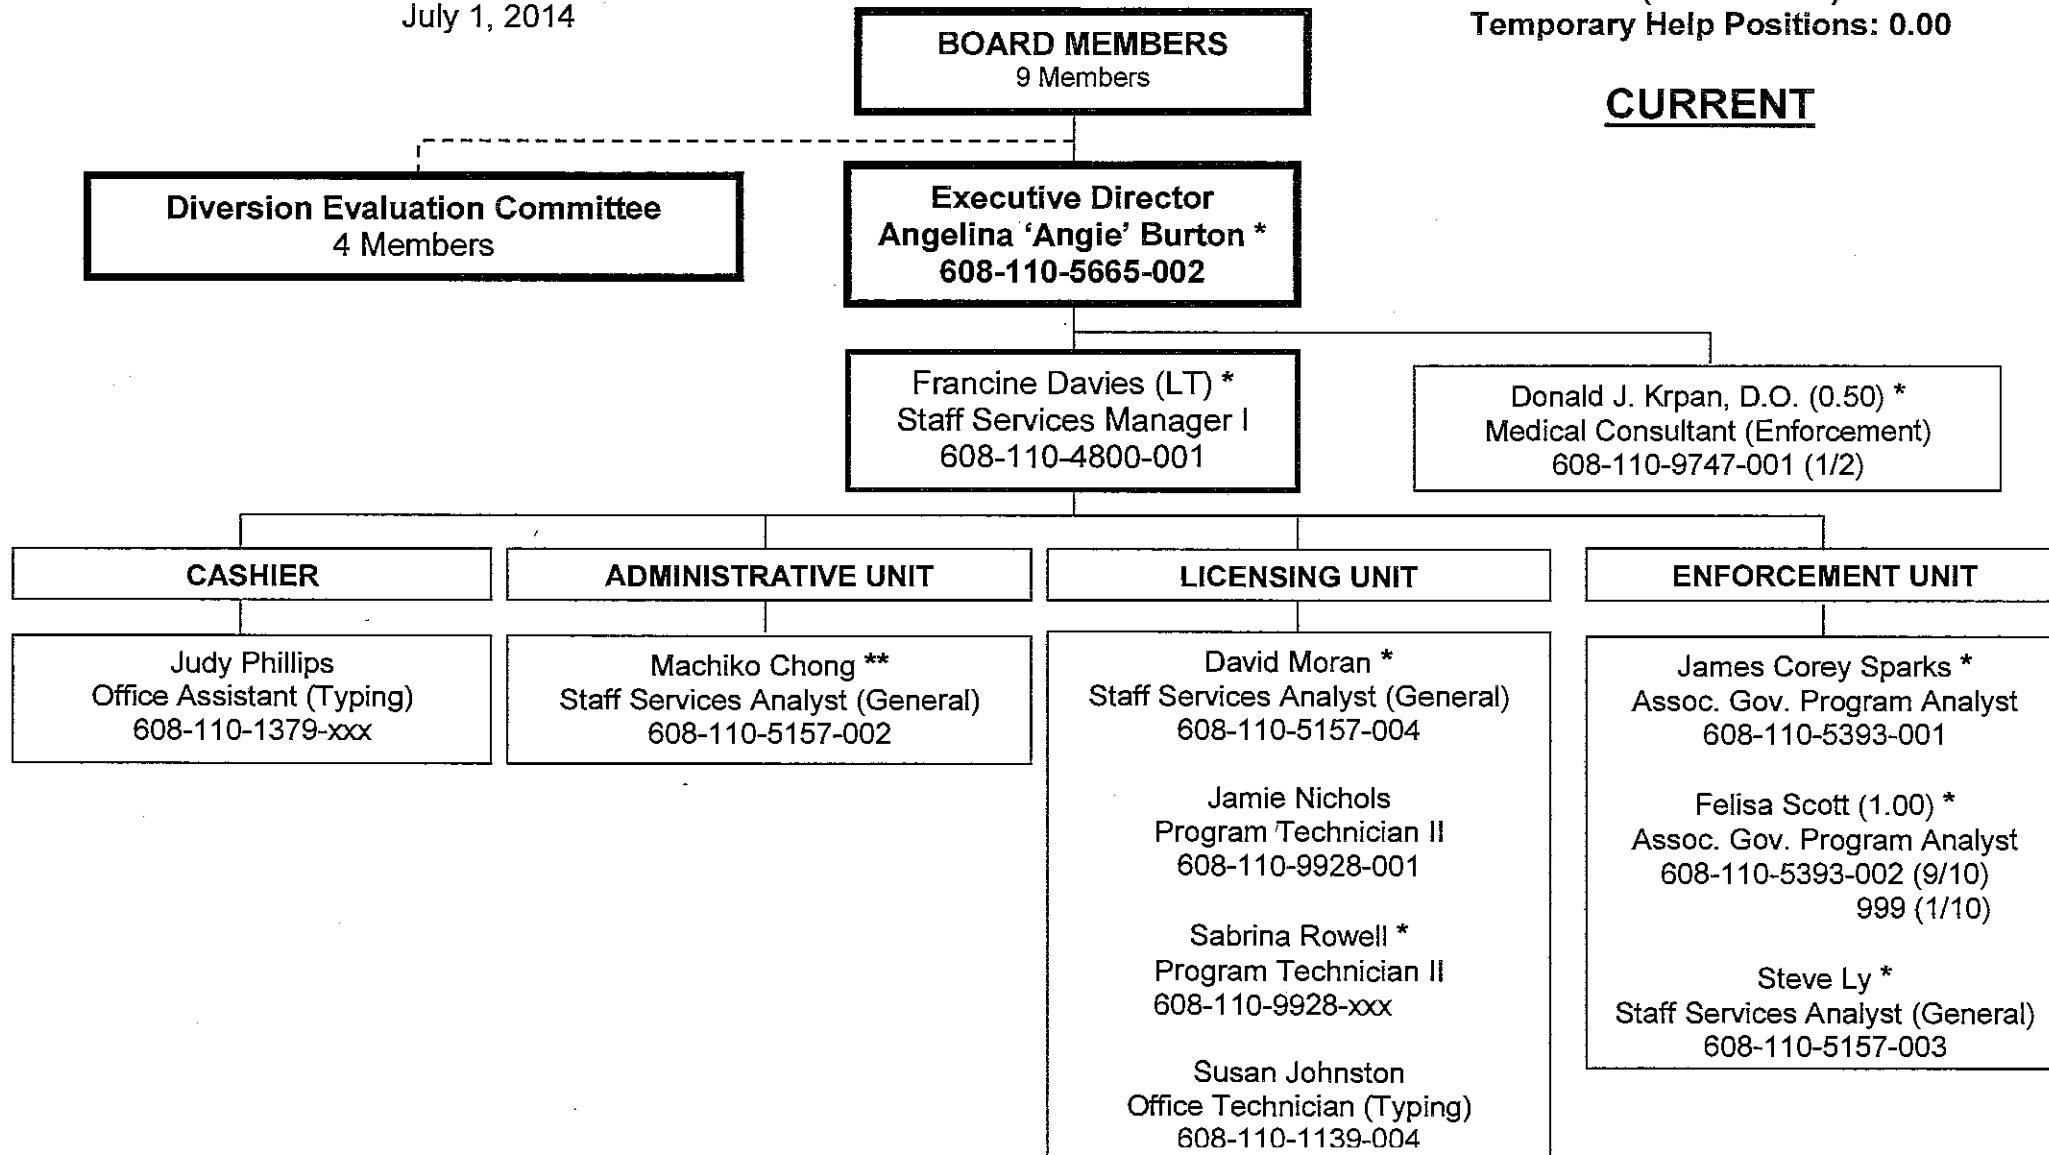 July 1, 2014
Temporary Help Positions: 0.00
CURRENT
BOARD MEMBERS
9 Members
Diversion Evaluation Committee
4 Members
Executive Director
Angelina ‘Angie’ Burton *
608-110-5665-002
Francine Davies (LT) *
Staff Services Manager I
608-110-4800-001
Donald J. Krpan, D.O. (0.50) *
Medical Consultant (Enforcement)
608-110-9747-001 (1/2)
CASHIER
Judy Phillips
Office Assistant (Typing)
608-110-1379-xxx
ADMINISTRATIVE UNIT
Machiko Chong **
Staff Services Analyst (General)
608-110-5157-002
LICENSING UNIT
David Moran *
Staff Services Analyst (General)
608-110-5157-004
Jamie Nichols
Program Technician II
608-110-9928-001
Sabrina Rowell *
Program Technician II
608-110-9928-xxx
Susan Johnston
Office Technician (Typing)
608-110-1139-004
ENFORCEMENT UNIT
James Corey Sparks *
Assoc. Gov. Program Analyst
608-110-5393-001
Felisa Scott (1.00) *
Assoc. Gov. Program Analyst
608-110-5393-002 (9/10)
999 (1/10)
Steve Ly *
Staff Services Analyst (General)
608-110-5157-003